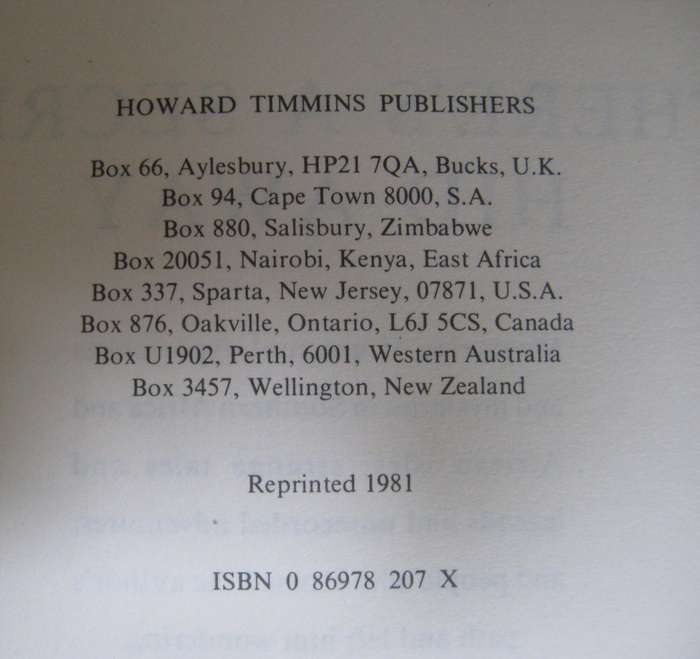 HOWARD TIMMINS PUBLISHERS
Box 66, Aylesbury, HP21 7QA, Bucks, U.K.
Box 94, Cape Town 8000, S.A.
Box 880, Salisbury, Zimbabwe
Box 20051, Nairobi, Kenya, East Africa
Box 337, Sparta, New Jersey, 07871, U.S.A.
Box 876, Oakville, Ontario, L6J 5CS, Canada
Box U1902, Perth, 6001, Western Australia
Box 3457, Wellington, New Zealand
Reprinted 1981
ISBN 0 86978 207 X